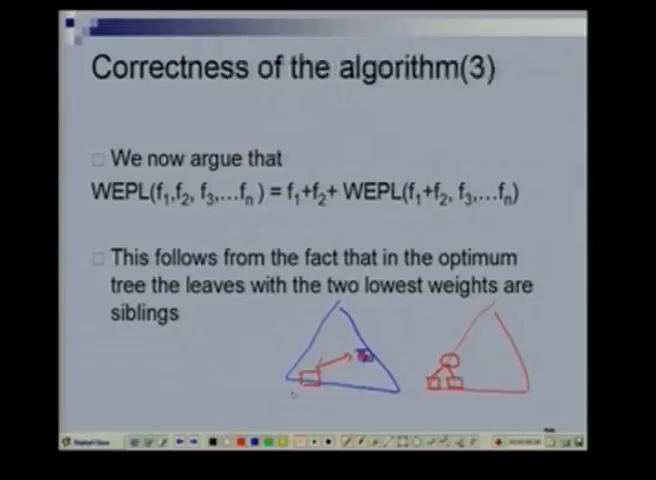 Correctness of the algorithm(3)
We now argue that
WEPL(f₁,f₂, f₃,…fₙ ) = f₁+f₂+ WEPL(f₁+f₂, f₃,…fₙ)
This follows from the fact that in the optimum
tree the leaves with the two lowest weights are
siblings